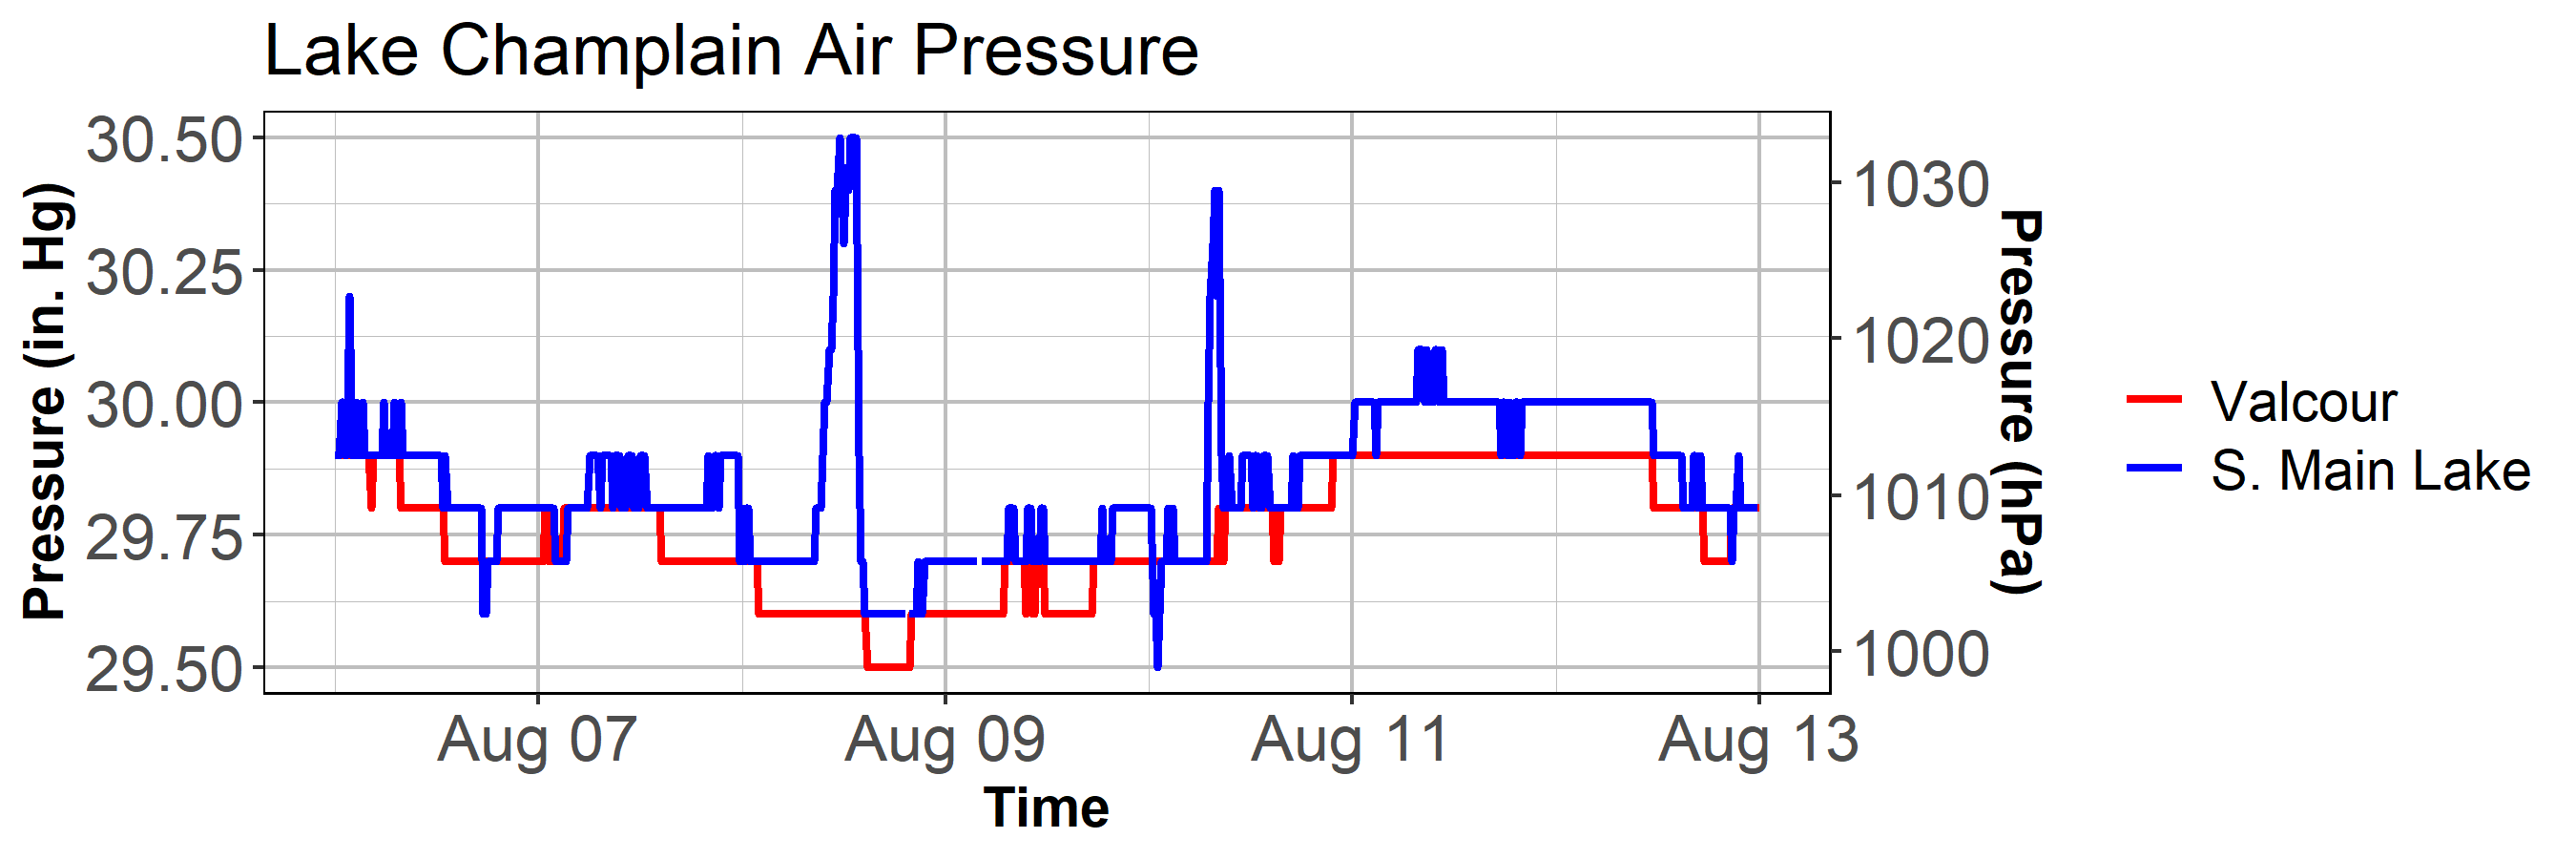 Lake Champlain Air Pressure
Pressure (in. Hg)
30.50
30.25
30.00
29.75
29.50
1030
1020
1010
1000
Pressure (hPa)
Valcour
S. Main Lake
Aug 07 Aug 09 Aug 11 Aug 13
Time